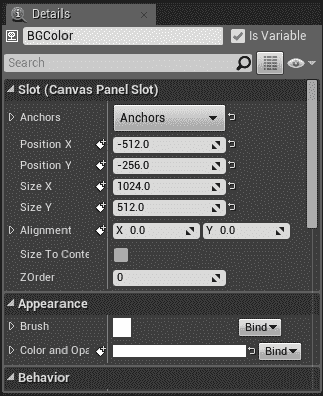 Details
BGColor
Is Variable
Search
Slot (Canvas Panel Slot)
Anchors Anchors
Position X -512.0
Position Y -256.0
Size X 1024.0
Size Y 512.0
Alignment X 0.0 Y 0.0
Size To Conte
ZOrder 0
Appearance
Brush Bind
Color and Opa Bind
Behavior